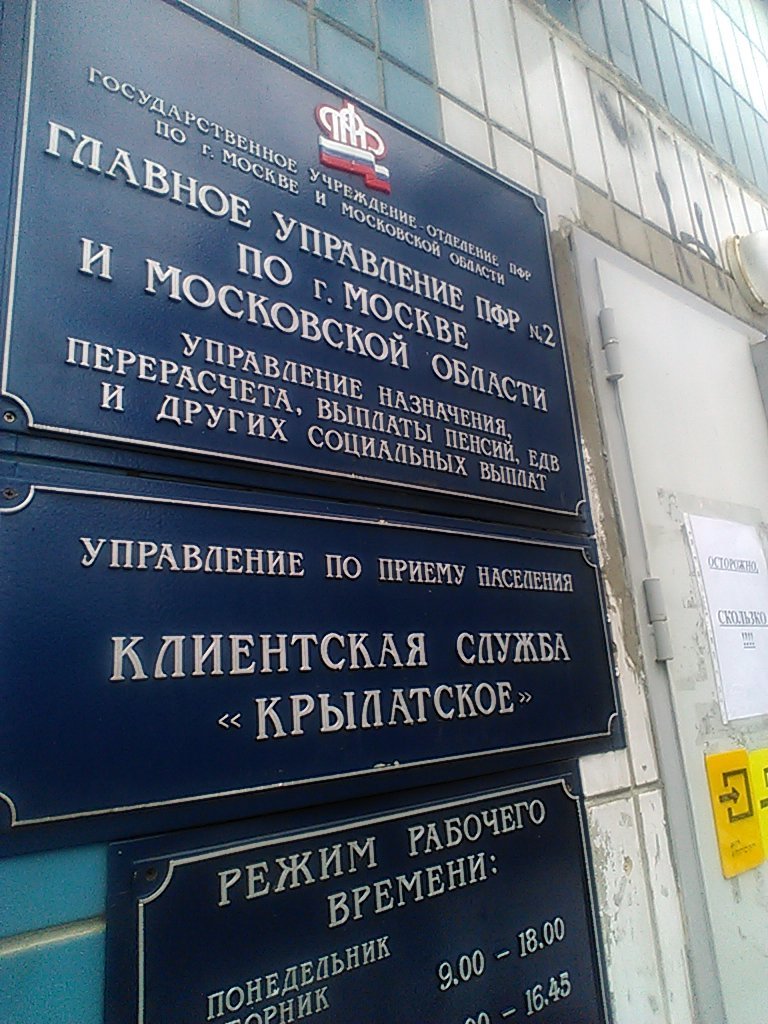 ГОСУДАРСТВЕННОЕ УЧРЕЖДЕНИЕ - ОТДЕЛЕНИЕ ПФР
ПО Г. МОСКВЕ И МОСКОВСКОЙ ОБЛАСТИ
ГЛАВНОЕ УПРАВЛЕНИЕ ПФР №2
ПО г. МОСКВЕ
И МОСКОВСКОЙ ОБЛАСТИ
УПРАВЛЕНИЕ НАЗНАЧЕНИЯ,
ПЕРЕРАСЧЕТА, ВЫПЛАТЫ ПЕНСИЙ, ЕДВ
И ДРУГИХ СОЦИАЛЬНЫХ ВЫПЛАТ
УПРАВЛЕНИЕ ПО ПРИЕМУ НАСЕЛЕНИЯ
КЛИЕНТСКАЯ СЛУЖБА
«КРЫЛАТСКОЕ»
РЕЖИМ РАБОЧЕГО
ВРЕМЕНИ:
ПОНЕДЕЛЬНИК 9.00 - 18.00
- 16.45
ОСТОРОЖНО,
СКОЛЬЗКО
!!!!